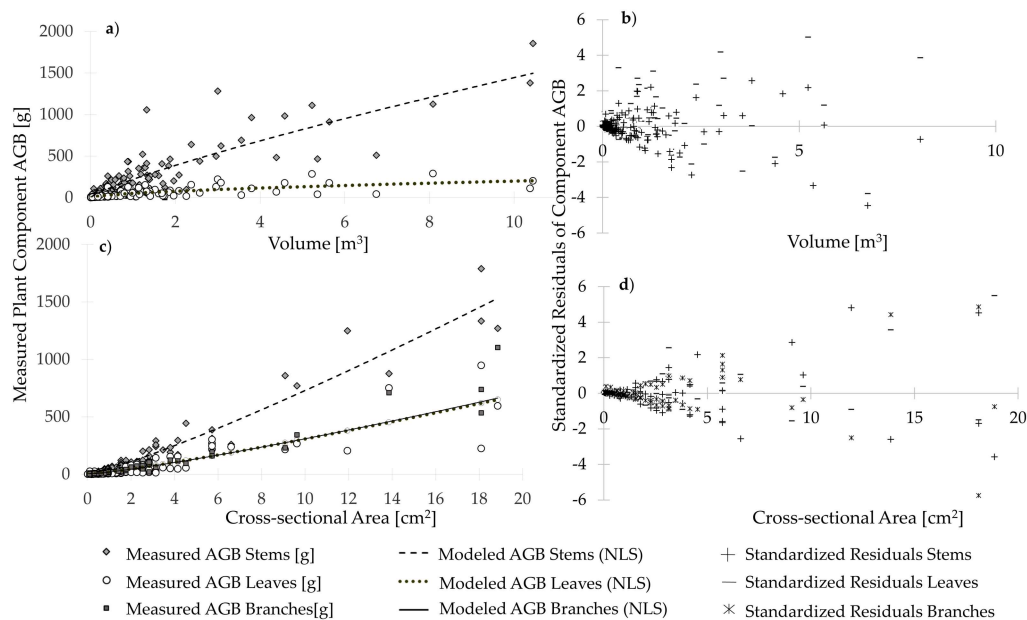 a)
2000
1500
1000
500
0
0 2 4 6 8 10
Volume [m³]
b)
6
4
2
0
-2
-4
-6
0 5 10
Volume [m³]
Measured Plant Component AGB [g]
Standardized Residuals of Component AGB
c)
2000
1500
1000
500
0
0 2 4 6 8 10 12 14 16 18 20
Cross-sectional Area [cm²]
d)
6
4
2
0
-2
-4
-6
0 5 10 15 20
Cross-sectional Area [cm²]
Measured AGB Stems [g]
Measured AGB Leaves [g]
Measured AGB Branches[g]
Modeled AGB Stems (NLS)
Modeled AGB Leaves (NLS)
Modeled AGB Branches (NLS)
Standardized Residuals Stems
Standardized Residuals Leaves
Standardized Residuals Branches